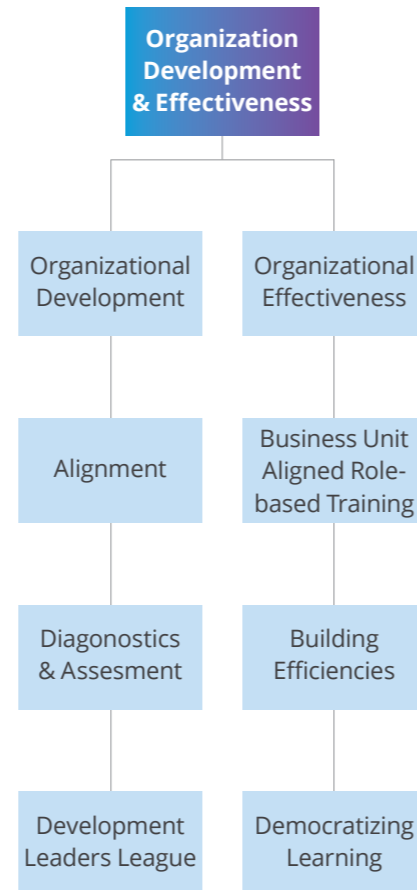 Organization
Development
& Effectiveness
Organizational
Development
Organizational
Effectiveness
Alignment
Business Unit
Aligned Role-
based Training
Diagonostics
& Assesment
Building
Efficiencies
Development
Leaders League
Democratizing
Learning